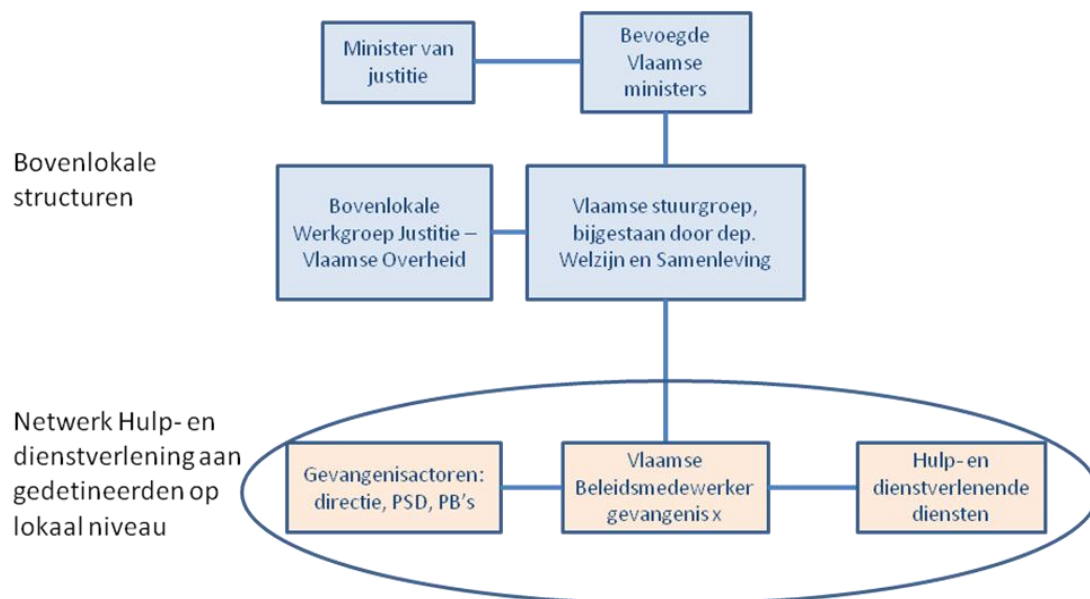 Minister van
justitie
Bevoegde
Vlaamse
ministers
Bovenlokale
structuren
Bovenlokale
Werkgroep Justitie –
Vlaamse Overheid
Vlaamse stuurgroep,
bijgestaan door dep.
Welzijn en Samenleving
Netwerk Hulp- en
dienstverlening aan
gedetineerden op
lokaal niveau
Gevangenisactoren:
directie, PSD, PB's
Vlaamse
Beleidsmedewerker
gevangenis x
Hulp- en
dienstverlenende
diensten